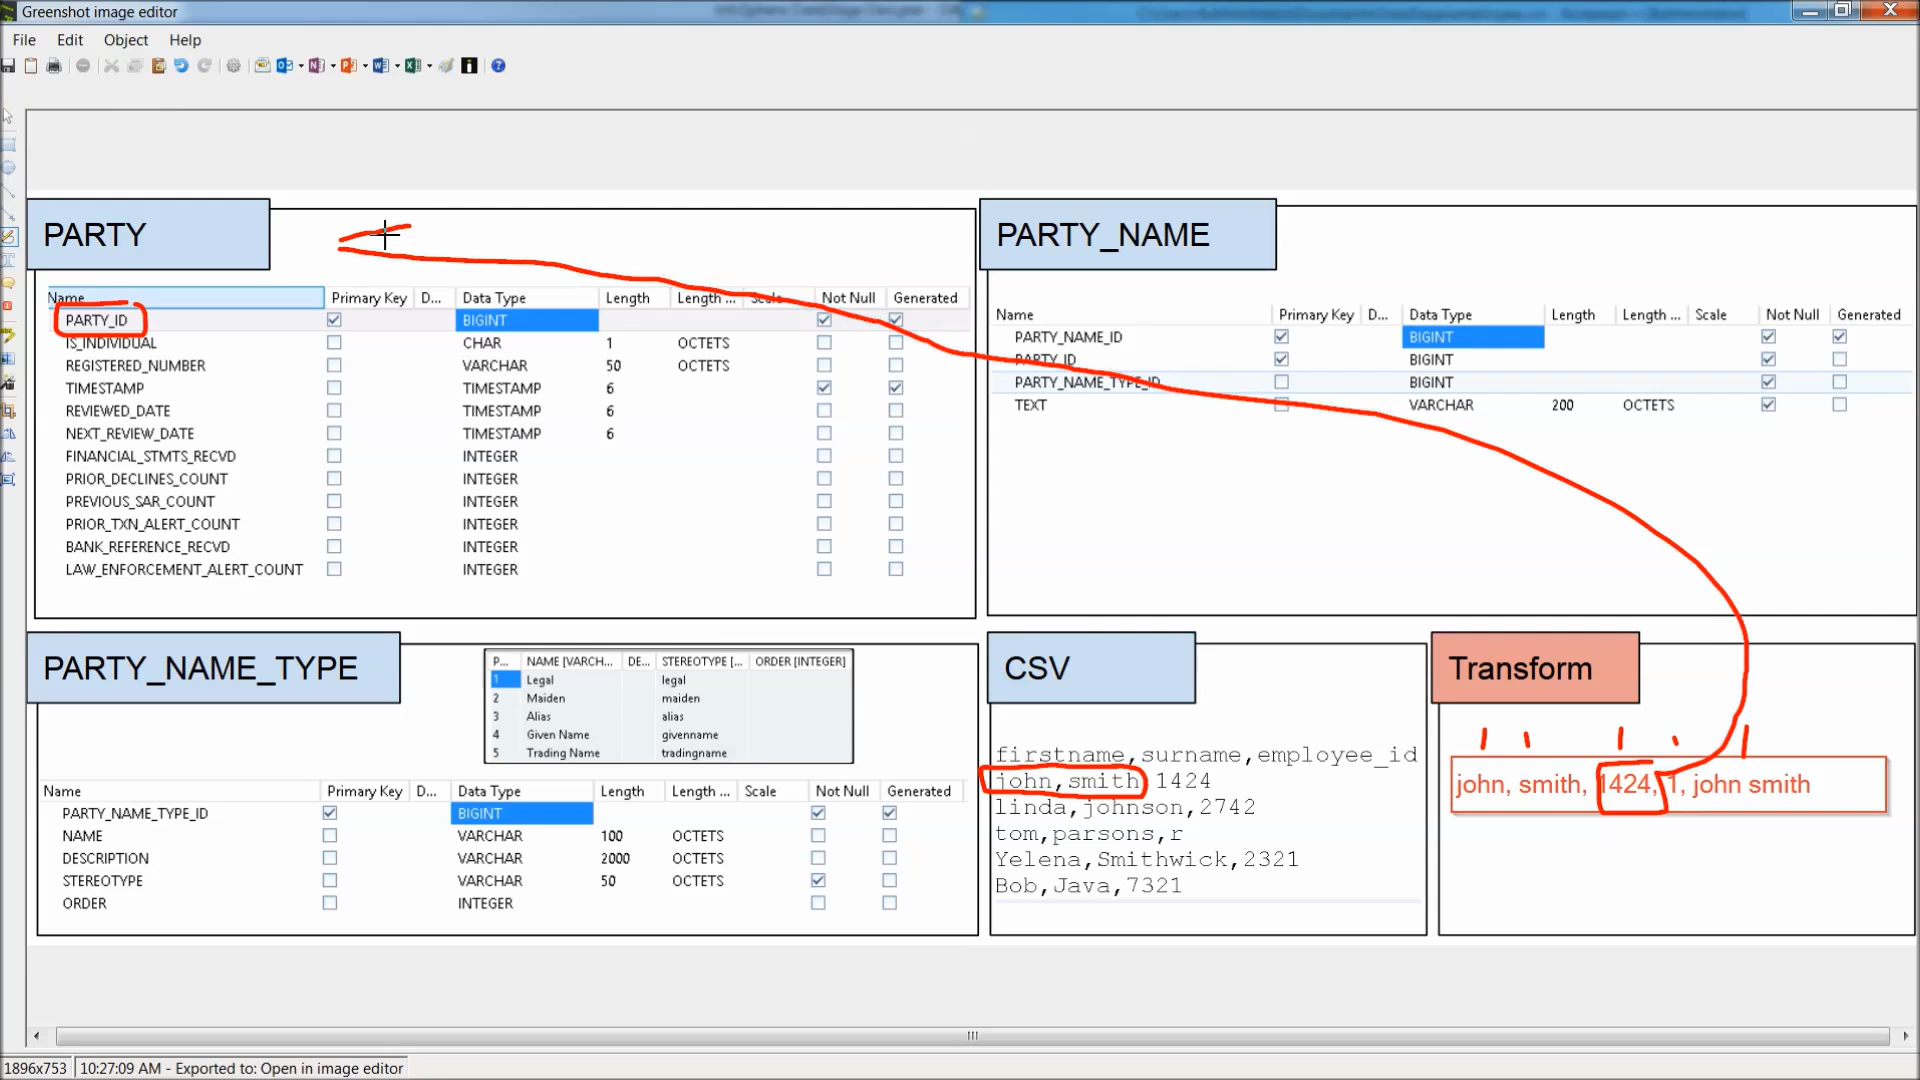 Greenshot image editor
File Edit Object Help
PARTY
Name Primary Key D... Data Type Length Length ... Scale Not Null Generated
PARTY_ID BIGINT
IS_INDIVIDUAL CHAR 1 OCTETS
REGISTERED_NUMBER VARCHAR 50 OCTETS
TIMESTAMP TIMESTAMP 6
REVIEWED_DATE TIMESTAMP 6
NEXT_REVIEW_DATE TIMESTAMP 6
FINANCIAL_STMTS_RECVD INTEGER
PRIOR_DECLINES_COUNT INTEGER
PREVIOUS_SAR_COUNT INTEGER
PRIOR_TXN_ALERT_COUNT INTEGER
BANK_REFERENCE_RECVD INTEGER
LAW_ENFORCEMENT_ALERT_COUNT INTEGER
PARTY_NAME
Name Primary Key D... Data Type Length Length ... Scale Not Null Generated
PARTY_NAME_ID BIGINT
PARTY_ID BIGINT
PARTY_NAME_TYPE_ID BIGINT
TEXT VARCHAR 200 OCTETS
PARTY_NAME_TYPE
P... NAME [VARCH... DE... STEREOTYPE [... ORDER [INTEGER]
1 Legal legal
2 Maiden maiden
3 Alias alias
4 Given Name givenname
5 Trading Name tradingname
Name Primary Key D... Data Type Length Length ... Scale Not Null Generated
PARTY_NAME_TYPE_ID BIGINT
NAME VARCHAR 100 OCTETS
DESCRIPTION VARCHAR 2000 OCTETS
STEREOTYPE VARCHAR 50 OCTETS
ORDER INTEGER
CSV
firstname,surname,employee_id
john,smith 1424
linda,johnson,2742
tom,parsons,r
Yelena,Smithwick,2321
Bob,Java,7321
Transform
john, smith, 1424, 1, john smith
1896x753 10:27:09 AM - Exported to: Open in image editor